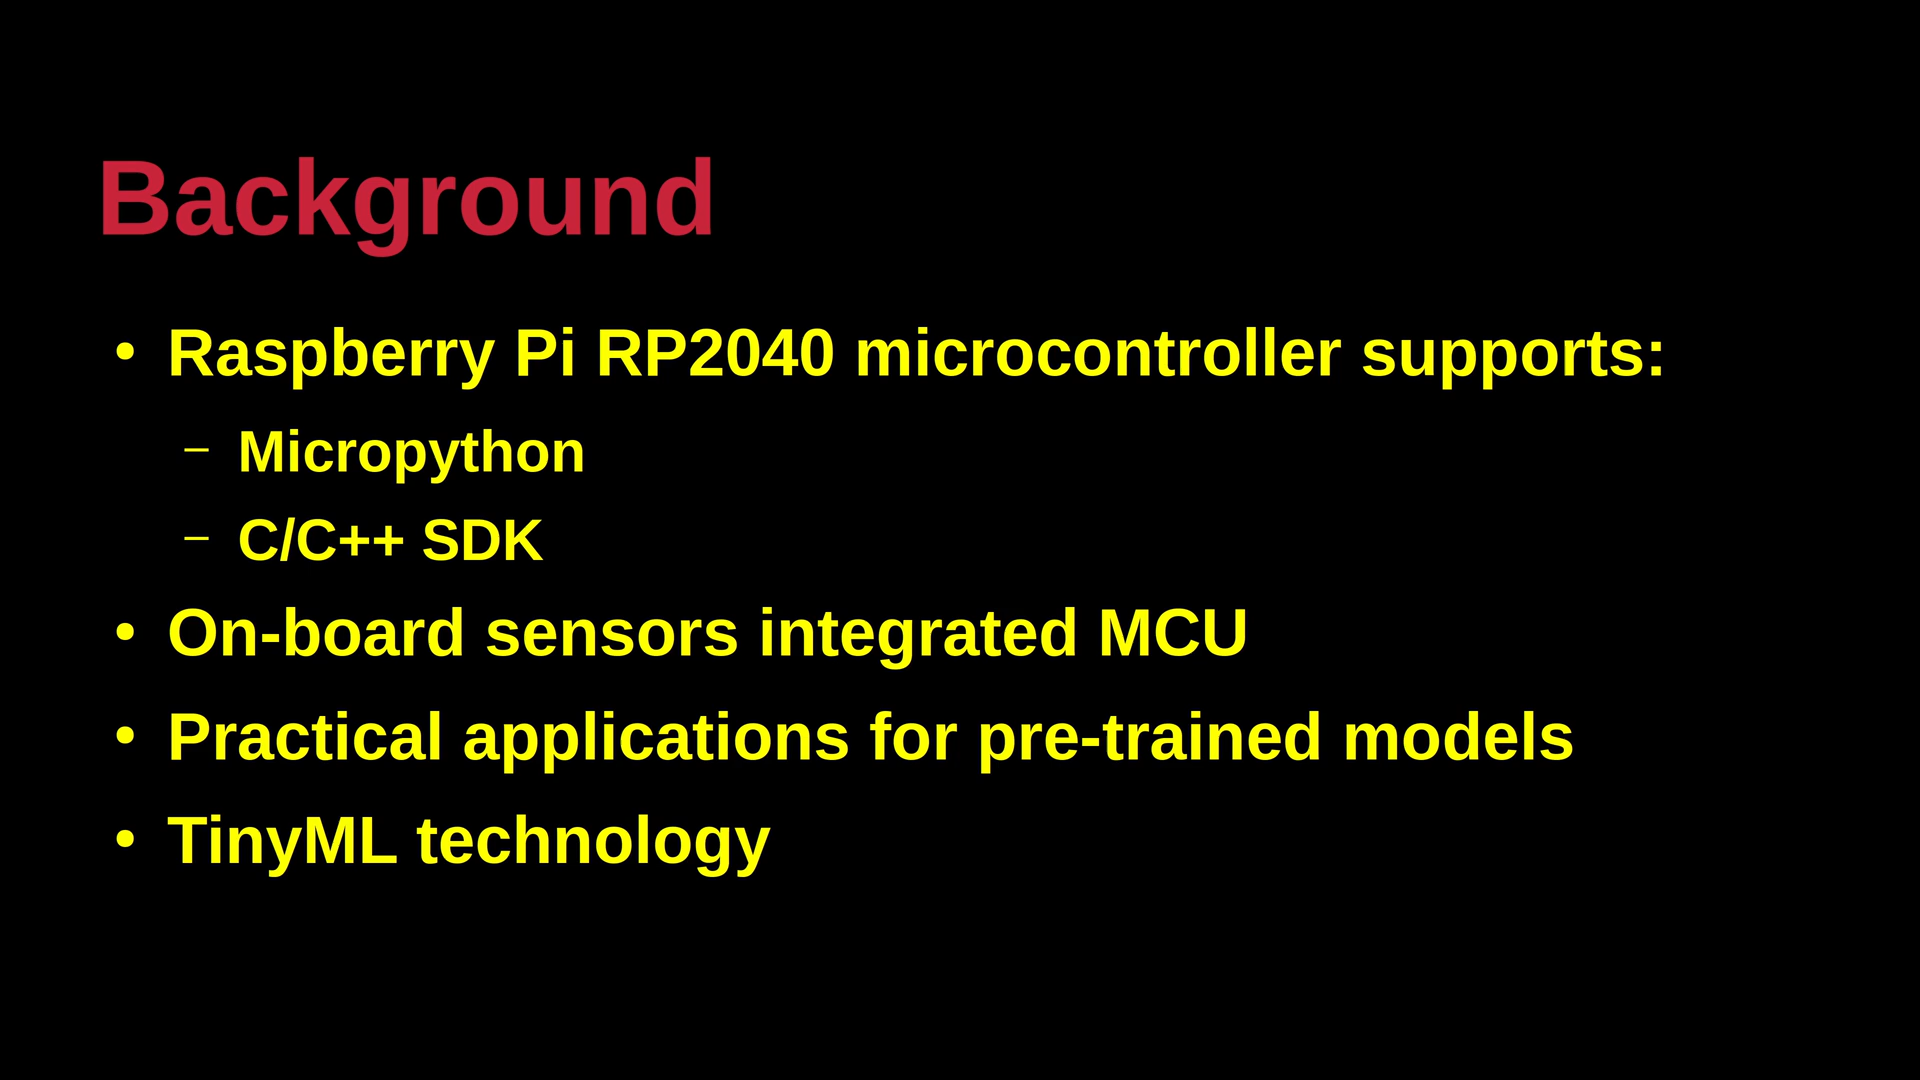 Background
• Raspberry Pi RP2040 microcontroller supports:
– Micropython
– C/C++ SDK
• On-board sensors integrated MCU
• Practical applications for pre-trained models
• TinyML technology